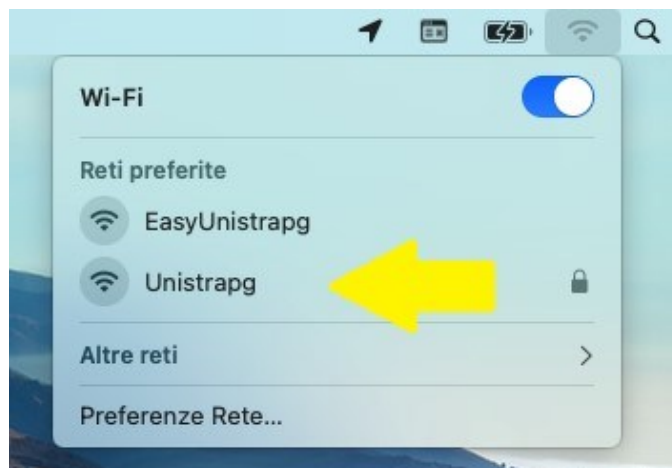 Wi-Fi
Reti preferite
EasyUnistrapg
Unistrapg
Altre reti
Preferenze Rete...